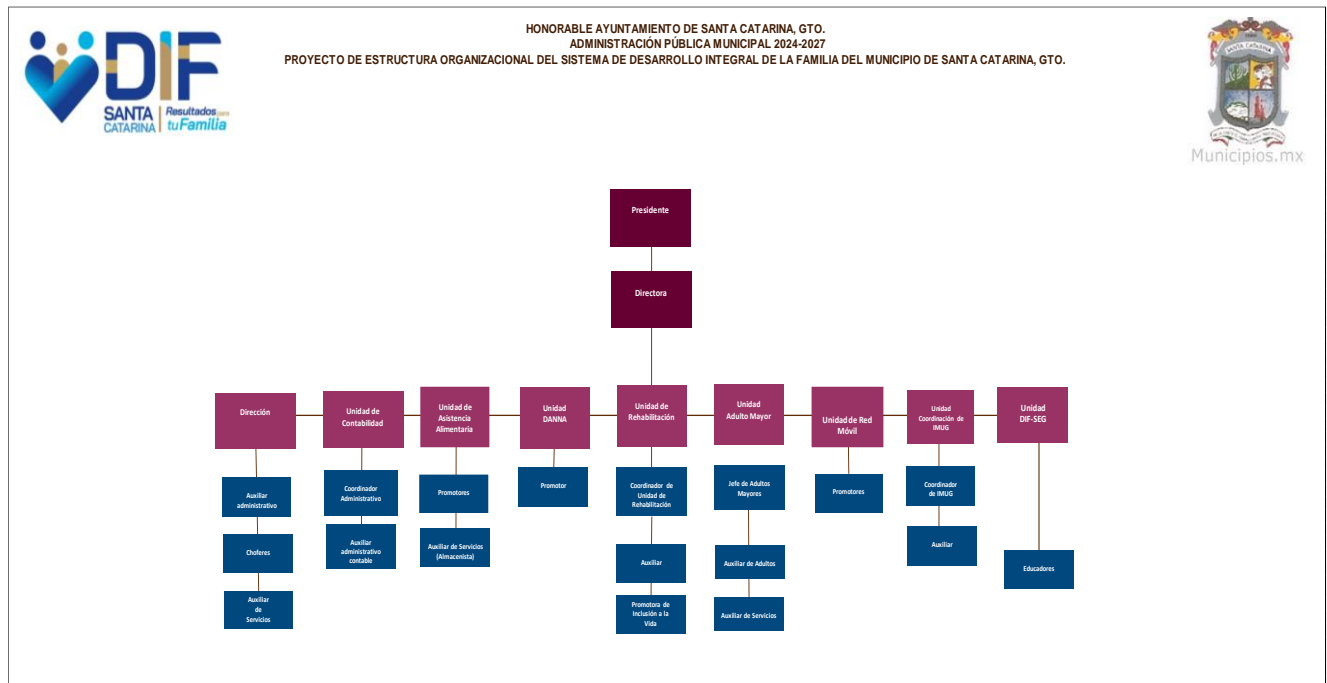 HONORABLE AYUNTAMIENTO DE SANTA CATARINA, GTO.
ADMINISTRACIÓN PÚBLICA MUNICIPAL 2024-2027
PROYECTO DE ESTRUCTURA ORGANIZACIONAL DEL SISTEMA DE DESARROLLO INTEGRAL DE LA FAMILIA DEL MUNICIPIO DE SANTA CATARINA, GTO.
DIF
SANTA
CATARINA
Resultados para
tu Familia
SANTA CATARINA
Municipios.mx
Presidente
Directora
Dirección
Unidad de
Contabilidad
Unidad de
Asistencia
Alimentaria
Unidad
DANNA
Unidad de
Rehabilitación
Unidad
Adulto Mayor
Unidad de Red
Móvil
Unidad
Coordinación de
IMUG
Unidad
DIF-SEG
Auxiliar
administrativo
Choferes
Auxiliar
de
Servicios
Coordinador
Administrativo
Auxiliar
administrativo
contable
Promotores
Auxiliar de Servicios
(Almacenista)
Promotor
Coordinador de
Unidad de
Rehabilitación
Auxiliar
Promotora de
Inclusión a la
Vida
Jefe de Adultos
Mayores
Auxiliar de Adultos
Auxiliar de Servicios
Promotores
Coordinador
de IMUG
Auxiliar
Educadores